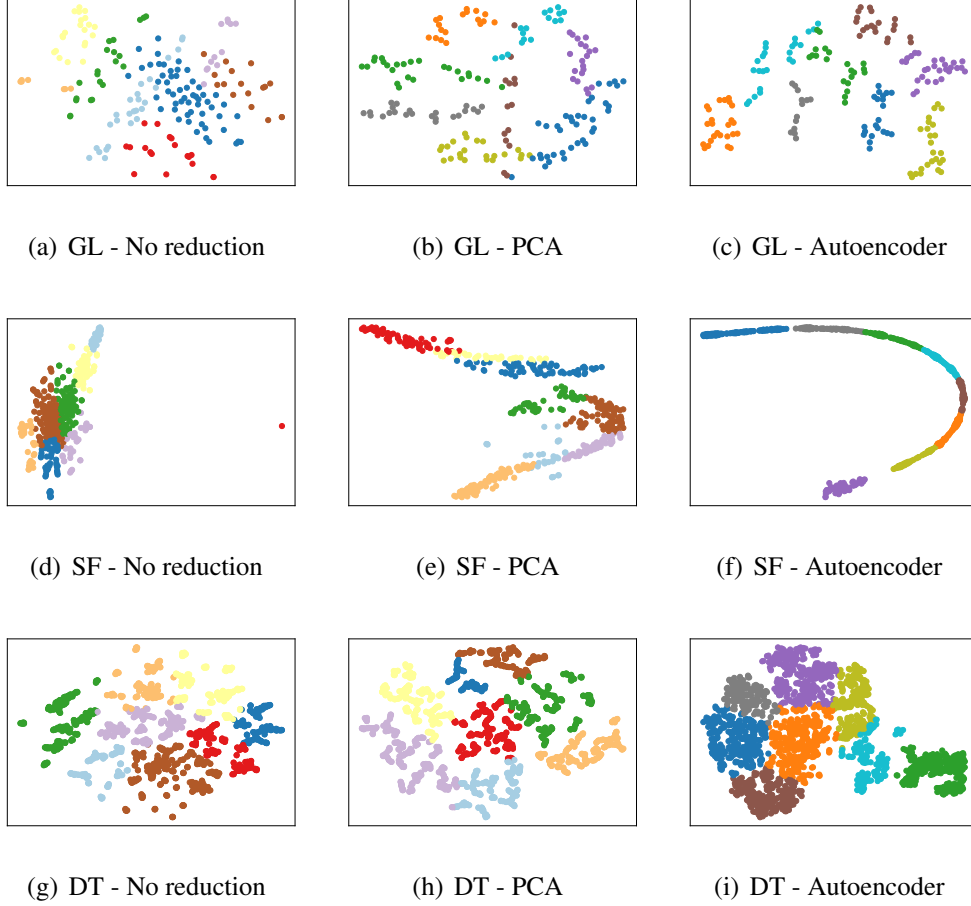 (a) GL - No reduction
(b) GL - PCA
(c) GL - Autoencoder
(d) SF - No reduction
(e) SF - PCA
(f) SF - Autoencoder
(g) DT - No reduction
(h) DT - PCA
(i) DT - Autoencoder